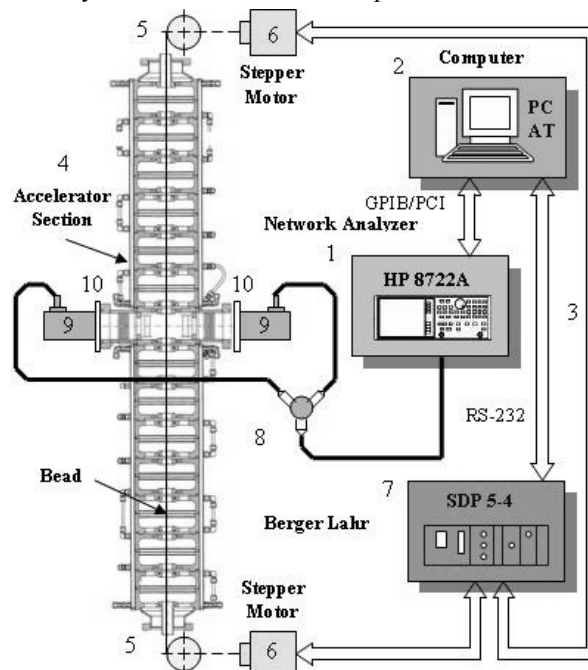 5
6
Stepper
Motor
Computer
2
PC
AT
4
Accelerator
Section
GPIB/PCI
Network Analyzer
1
HP 8722A
10
10
9
9
3
8
RS-232
7
SDP 5-4
Bead
Berger Lahr
Stepper
Motor
5
6